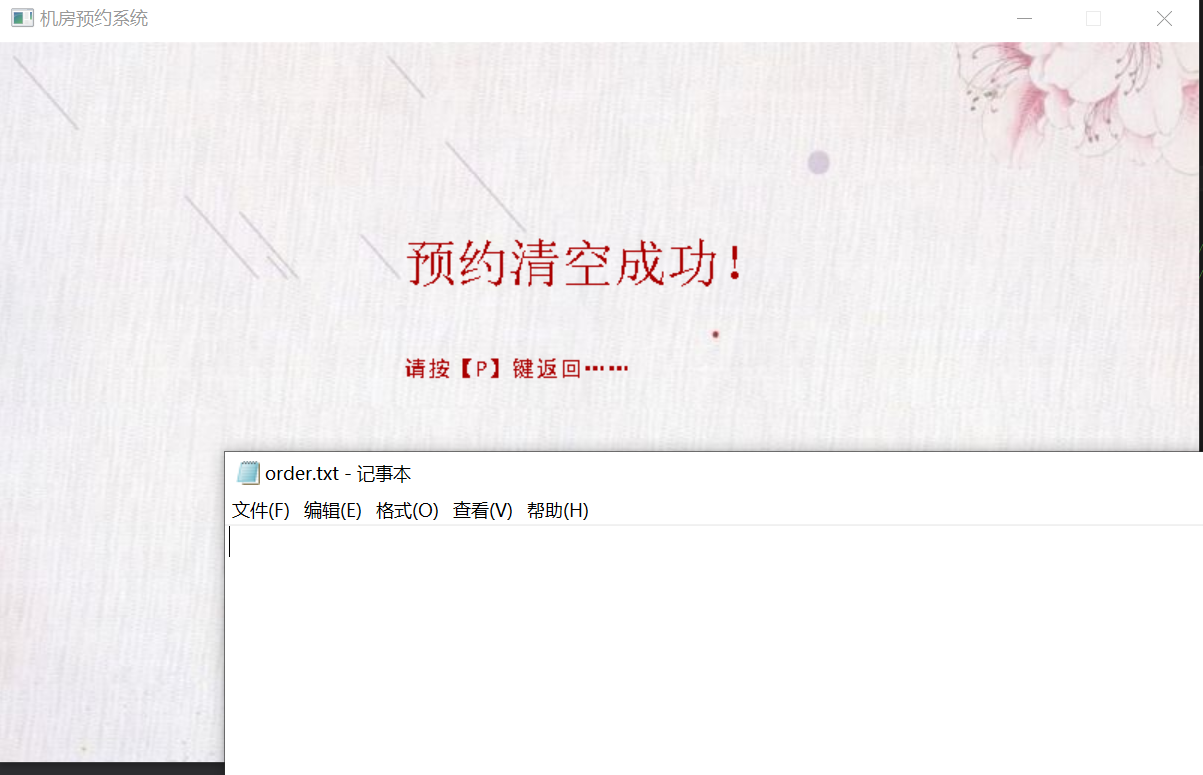 机房预约系统
预约清空成功！
请按【P】键返回……
order.txt - 记事本
文件(F) 编辑(E) 格式(O) 查看(V) 帮助(H)